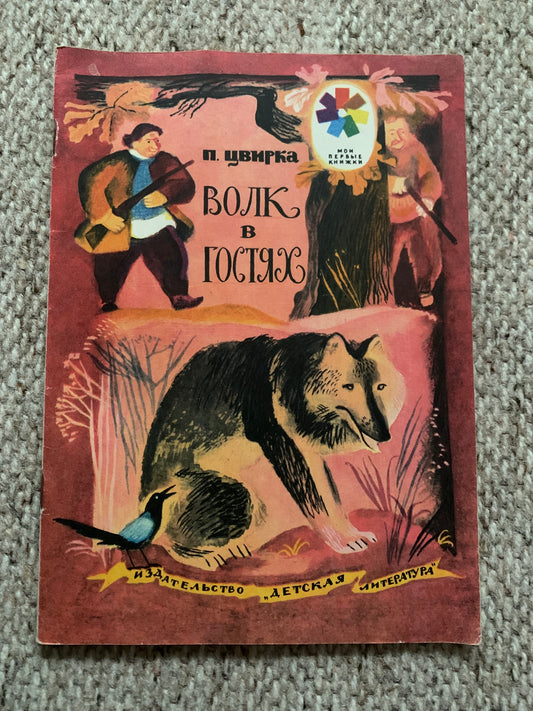 П. ЦВИРКА
МОИ
ПЕРВЫЕ
КНИЖКИ
ВОЛК
В
ГОСТЯХ
ИЗДАТЕЛЬСТВО „ДЕТСКАЯ ЛИТЕРАТУРА"